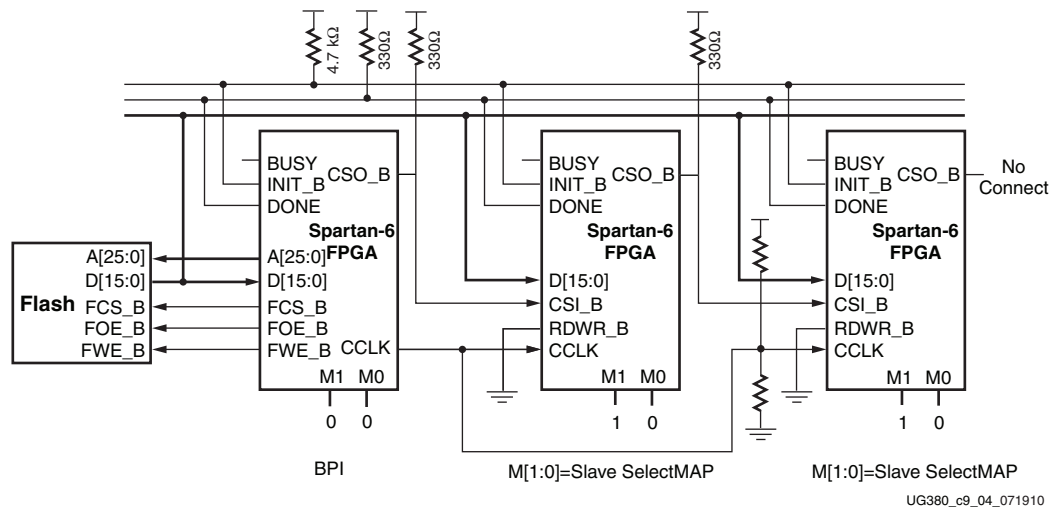 4.7 kΩ
330Ω
330Ω
330Ω
BUSY
INIT_B
DONE
CSO_B
Spartan-6
FPGA
A[25:0]
D[15:0]
FCS_B
FOE_B
FWE_B
CCLK
M1 M0
0 0
BPI
Flash
A[25:0]
D[15:0]
FCS_B
FOE_B
FWE_B
BUSY
INIT_B
DONE
CSO_B
Spartan-6
FPGA
D[15:0]
CSI_B
RDWR_B
CCLK
M1 M0
1 0
M[1:0]=Slave SelectMAP
BUSY
INIT_B
DONE
CSO_B
No
Connect
Spartan-6
FPGA
D[15:0]
CSI_B
RDWR_B
CCLK
M1 M0
1 0
M[1:0]=Slave SelectMAP
UG380_c9_04_071910